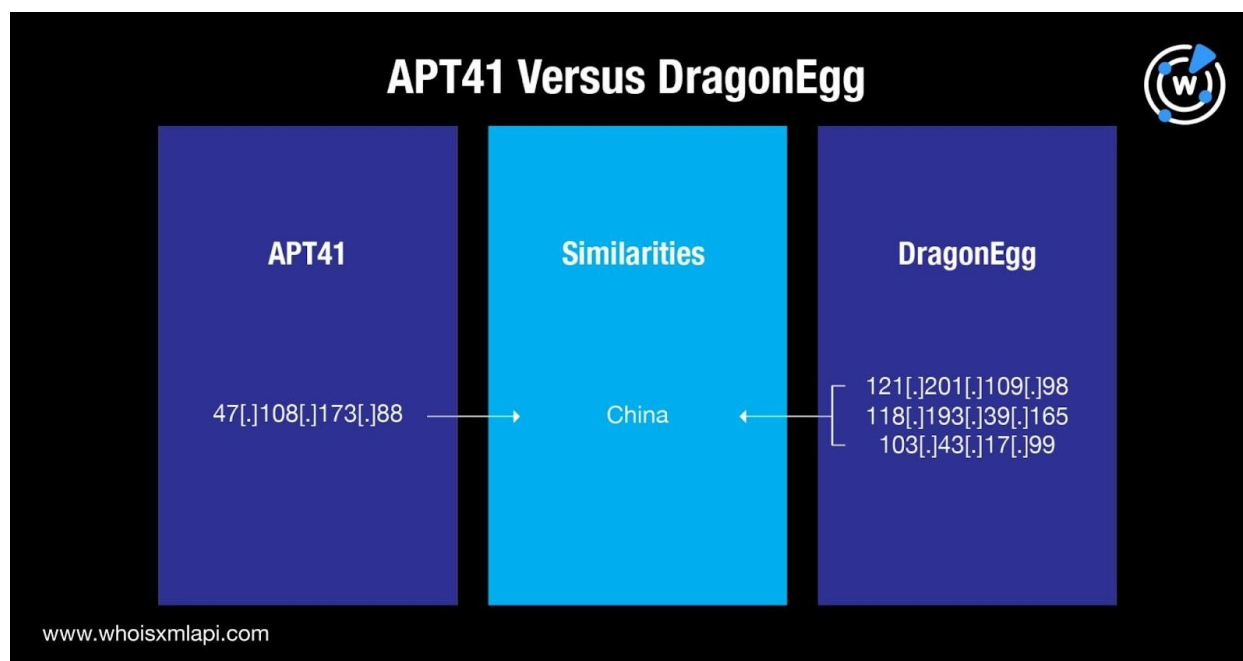 APT41 Versus DragonEgg
W
APT41
Similarities
DragonEgg
47[.]108[.]173[.]88
China
121[.]201[.]109[.]98
118[.]193[.]39[.]165
103[.]43[.]17[.]99
www.whoisxmlapi.com